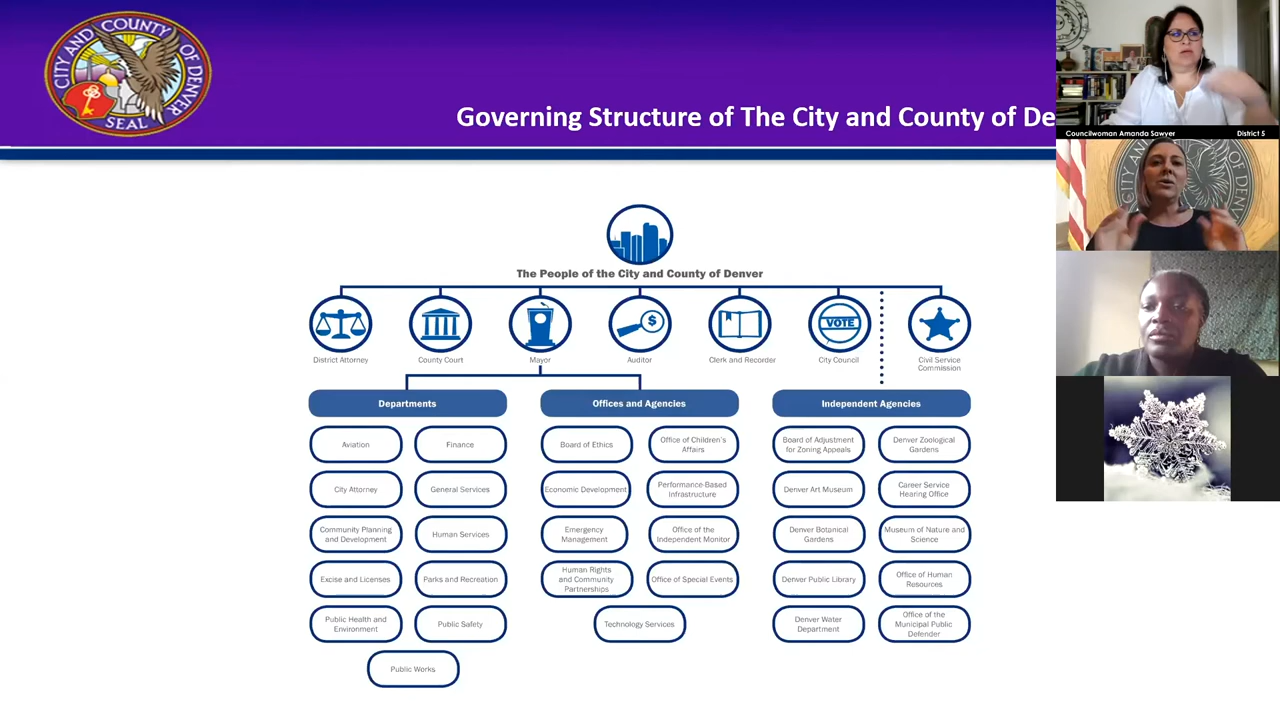 CITY AND COUNTY OF DENVER
SEAL
Governing Structure of The City and County of De
Councilwoman Amanda Sawyer District 5
CITY AND COUNTY OF DENVER
The People of the City and County of Denver
VOTE
$
District Attorney
County Court
Mayor
Auditor
Clerk and Recorder
City Council
Civil Service
Commission
Departments
Aviation
Finance
City Attorney
General Services
Community Planning
and Development
Human Services
Excise and Licenses
Parks and Recreation
Public Health and
Environment
Public Safety
Public Works
Offices and Agencies
Board of Ethics
Office of Children's
Affairs
Economic Development
Performance-Based
Infrastructure
Emergency
Management
Office of the
Independent Monitor
Human Rights
and Community
Partnerships
Office of Special Events
Technology Services
Independent Agencies
Board of Adjustment
for Zoning Appeals
Denver Zoological
Gardens
Denver Art Museum
Career Service
Hearing Office
Denver Botanical
Gardens
Museum of Nature and
Science
Denver Public Library
Office of Human
Resources
Denver Water
Department
Office of the
Municipal Public
Defender